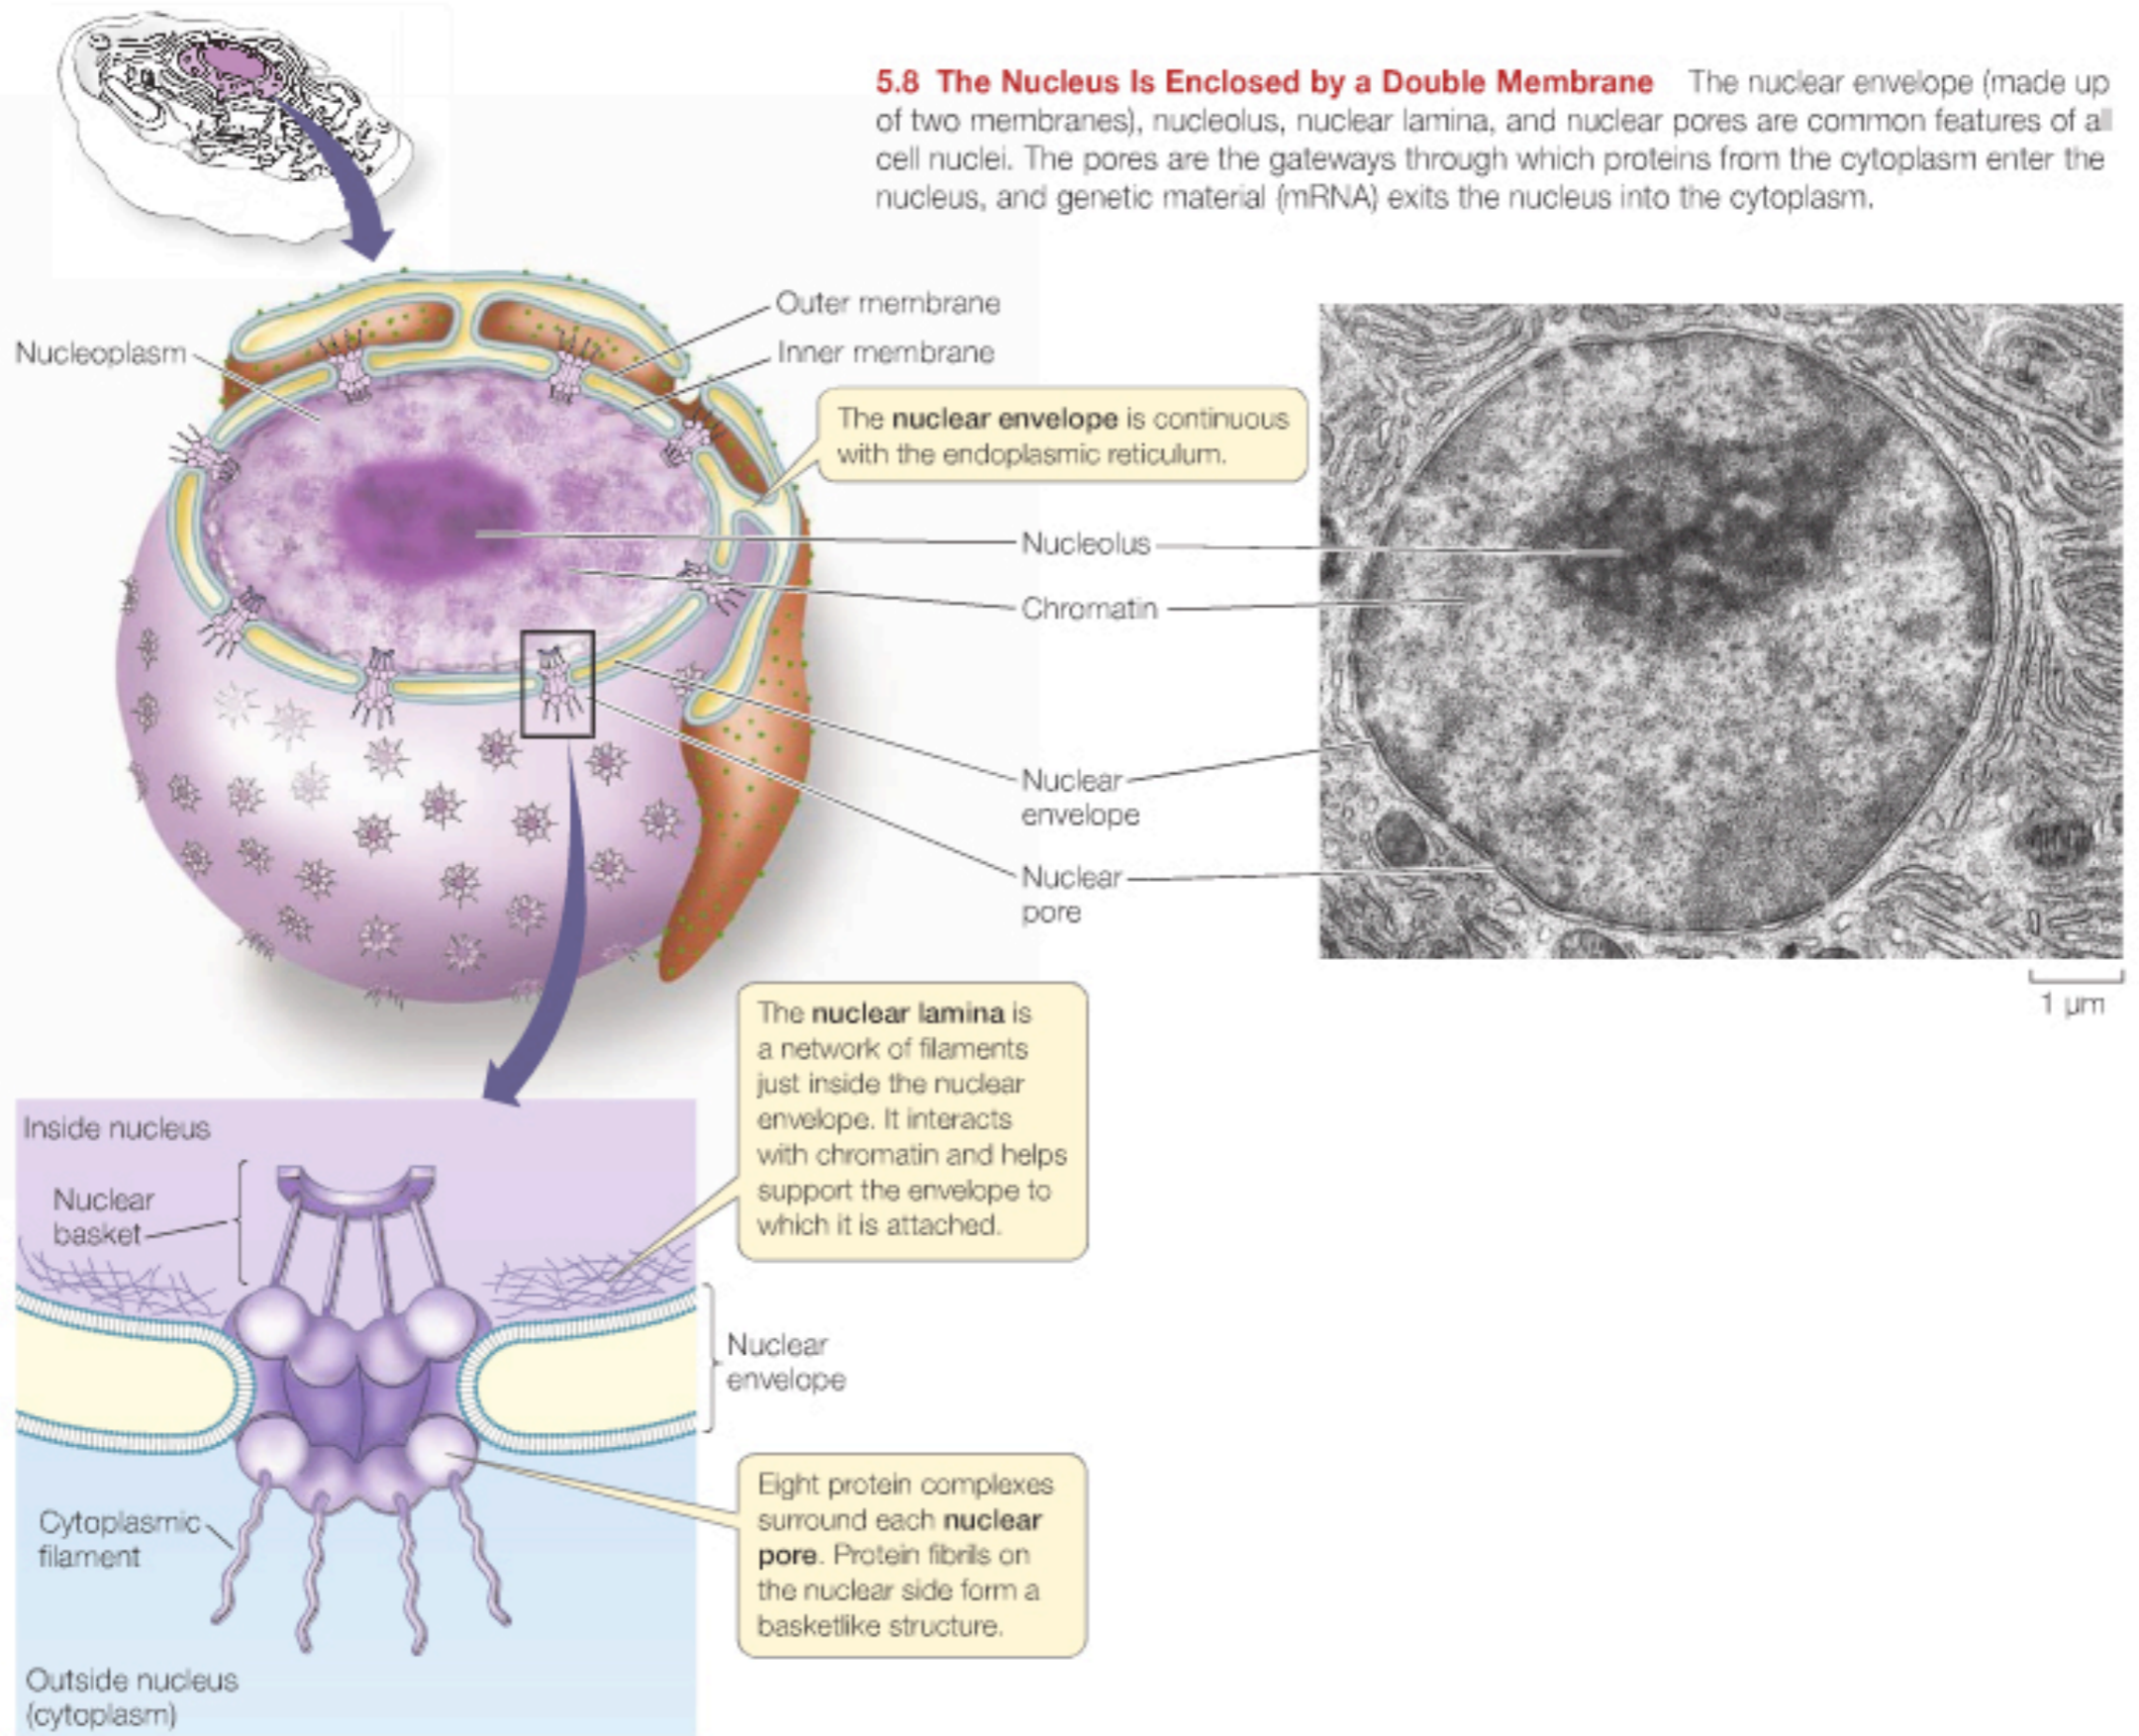 5.8 The Nucleus Is Enclosed by a Double Membrane The nuclear envelope (made up
of two membranes), nucleolus, nuclear lamina, and nuclear pores are common features of all
cell nuclei. The pores are the gateways through which proteins from the cytoplasm enter the
nucleus, and genetic material (mRNA) exits the nucleus into the cytoplasm.
Outer membrane
Nucleoplasm
Inner membrane
The nuclear envelope is continuous
with the endoplasmic reticulum.
Nucleolus
Chromatin
Nuclear
envelope
Nuclear
pore
1 µm
The nuclear lamina is
a network of filaments
just inside the nuclear
envelope. It interacts
with chromatin and helps
support the envelope to
which it is attached.
Inside nucleus
Nuclear
basket
Nuclear
envelope
Eight protein complexes
surround each nuclear
pore. Protein fibrils on
the nuclear side form a
basketlike structure.
Cytoplasmic
filament
Outside nucleus
(cytoplasm)